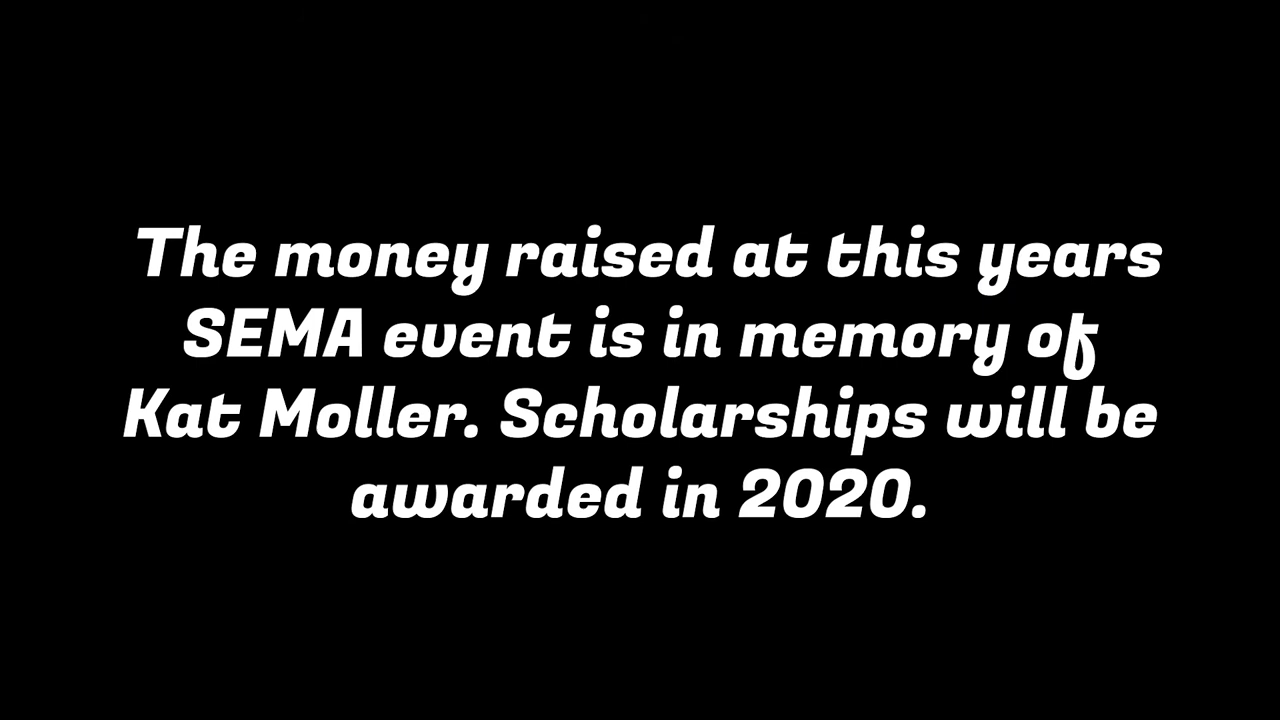 The money raised at this years
SEMA event is in memory of
Kat Moller. Scholarships will be
awarded in 2020.